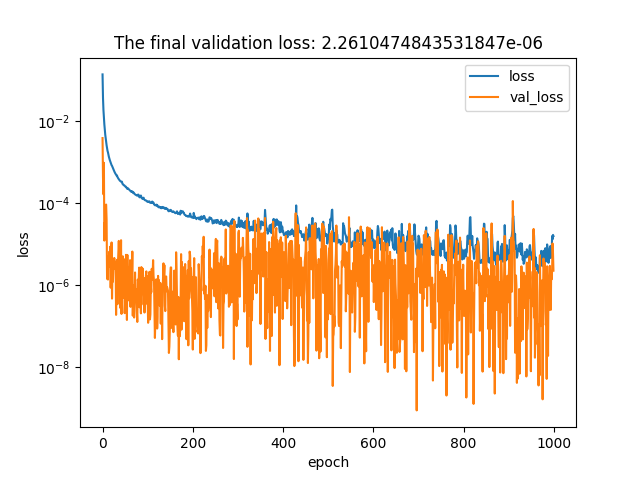 The final validation loss: 2.2610474843531847e-06
loss
val_loss
10⁻²
10⁻⁴
10⁻⁶
10⁻⁸
loss
0 200 400 600 800 1000
epoch